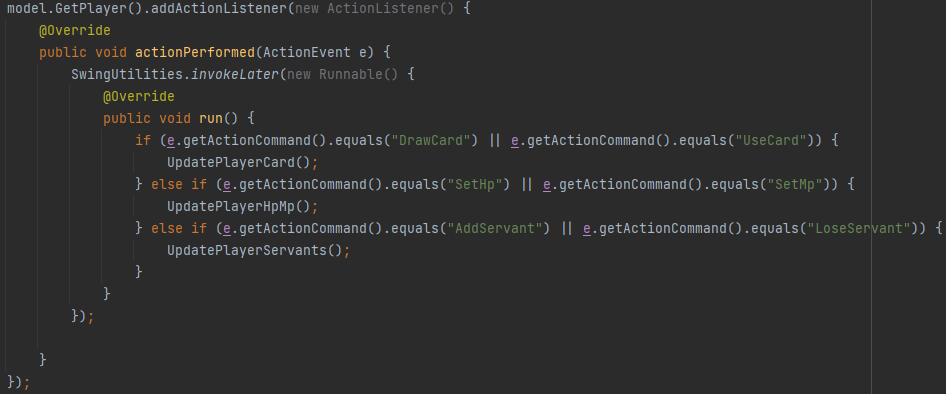 model.GetPlayer().addActionListener(new ActionListener() {
@Override
public void actionPerformed(ActionEvent e) {
SwingUtilities.invokeLater(new Runnable() {
@Override
public void run() {
if (e.getActionCommand().equals("DrawCard") || e.getActionCommand().equals("UseCard")) {
UpdatePlayerCard();
} else if (e.getActionCommand().equals("SetHp") || e.getActionCommand().equals("SetMp")) {
UpdatePlayerHpMp();
} else if (e.getActionCommand().equals("AddServant") || e.getActionCommand().equals("LoseServant")) {
UpdatePlayerServants();
}
}
});
}
});